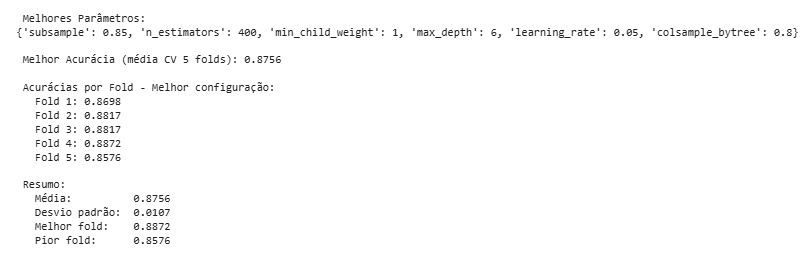 Melhores Parâmetros:
{'subsample': 0.85, 'n_estimators': 400, 'min_child_weight': 1, 'max_depth': 6, 'learning_rate': 0.05, 'colsample_bytree': 0.8}
Melhor Acurácia (média CV 5 folds): 0.8756
Acurácias por Fold - Melhor configuração:
Fold 1: 0.8698
Fold 2: 0.8817
Fold 3: 0.8817
Fold 4: 0.8872
Fold 5: 0.8576
Resumo:
Média: 0.8756
Desvio padrão: 0.0107
Melhor fold: 0.8872
Pior fold: 0.8576